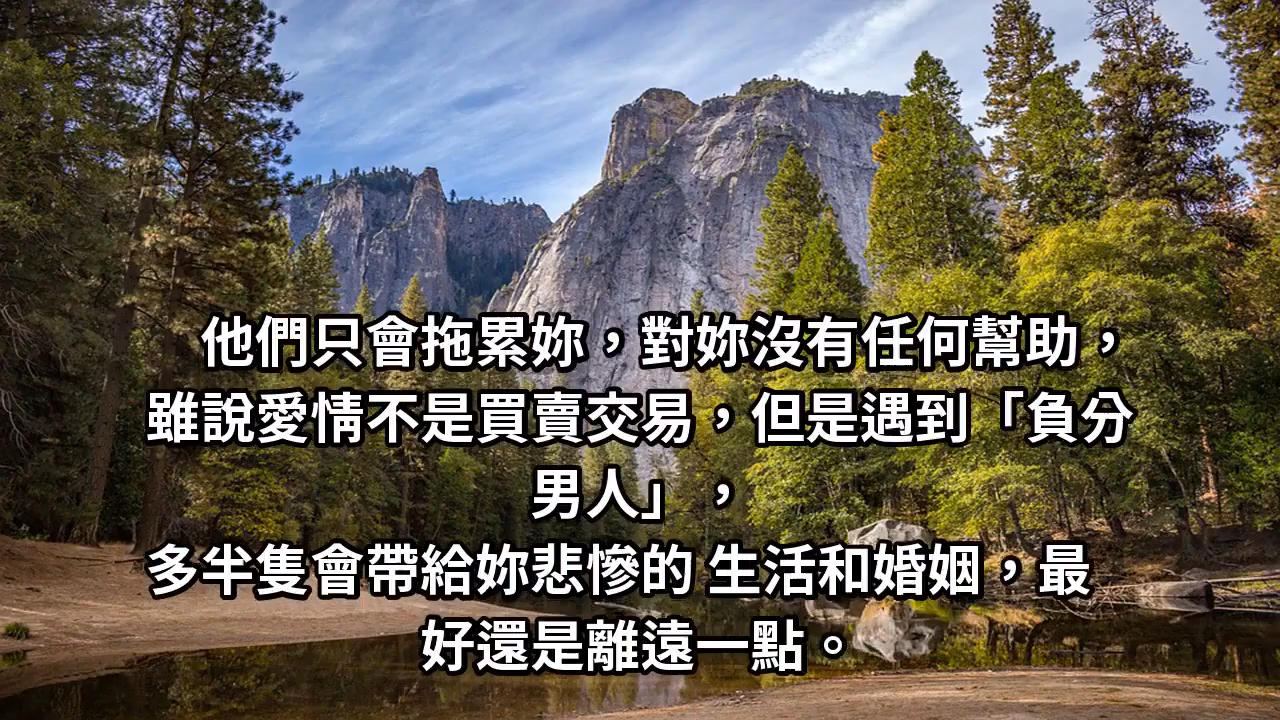 他們只會拖累妳，對妳沒有任何幫助，
雖說愛情不是買賣交易，但是遇到「負分
男人」，
多半隻會帶給妳悲慘的 生活和婚姻，最
好還是離遠一點。